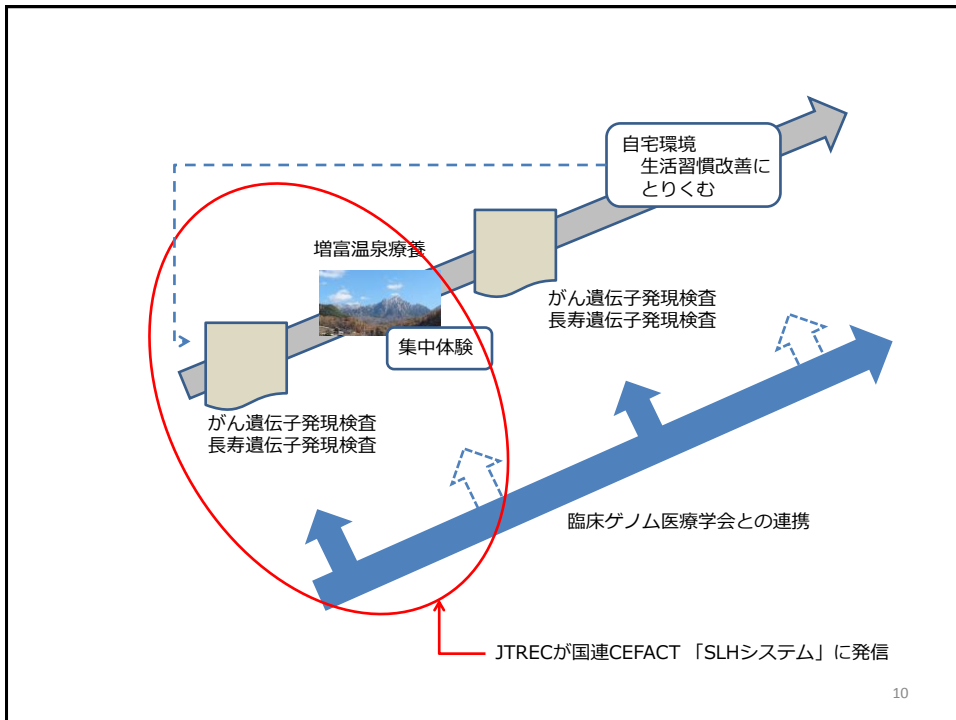 自宅環境
生活習慣改善に
とりくむ
増富温泉療養
集中体験
がん遺伝子発現検査
長寿遺伝子発現検査
がん遺伝子発現検査
長寿遺伝子発現検査
臨床ゲノム医療学会との連携
JTRECが国連CEFACT 「SLHシステム」に発信
10